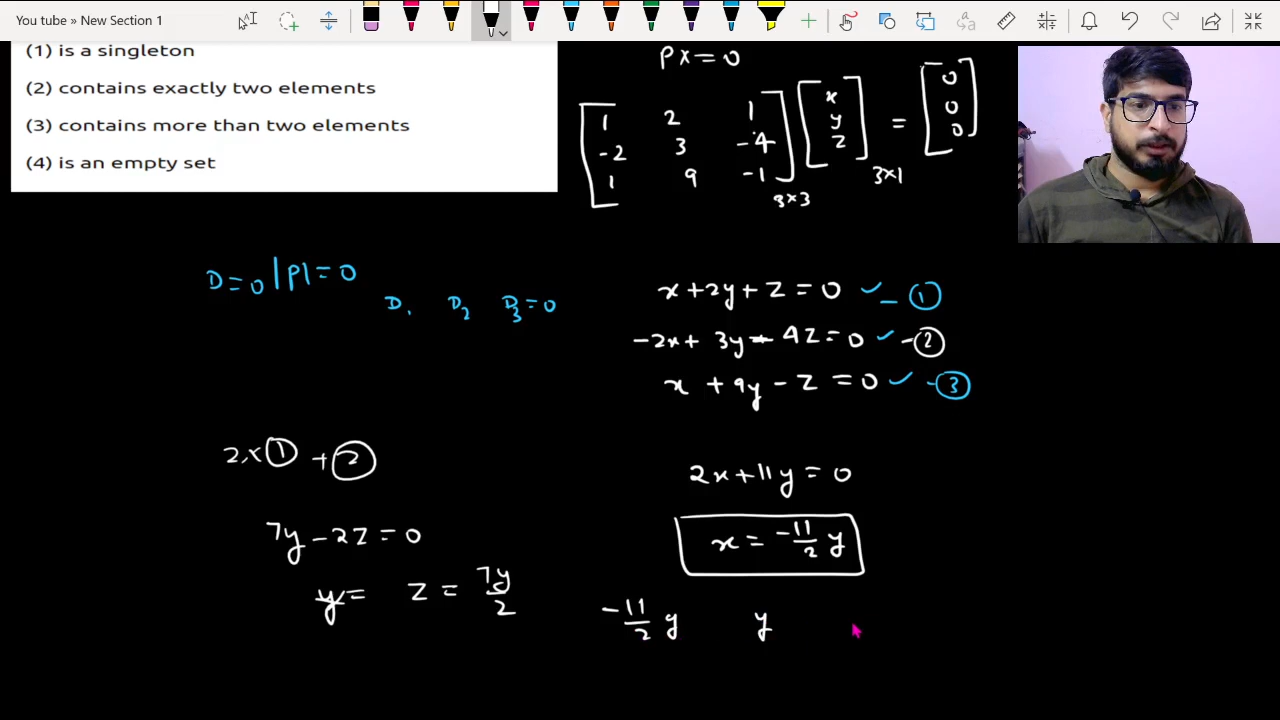 You tube » New Section 1
(1) is a singleton
(2) contains exactly two elements
(3) contains more than two elements
(4) is an empty set
PX=0
[1 2 1] [x] = [0]
[-2 3 -4] [y] [0]
[1 9 -1] [z] [0]
3×3 3×1
D=0 |P|=0
D1 D2 D3=0
x+2y+z=0 ✓ -①
-2x+3y-4z=0 ✓ -②
x+9y-z=0 ✓ -③
2×① + ②
7y-2z=0
y= z=7y/2
2x+11y=0
x=-11/2 y
-11/2 y y